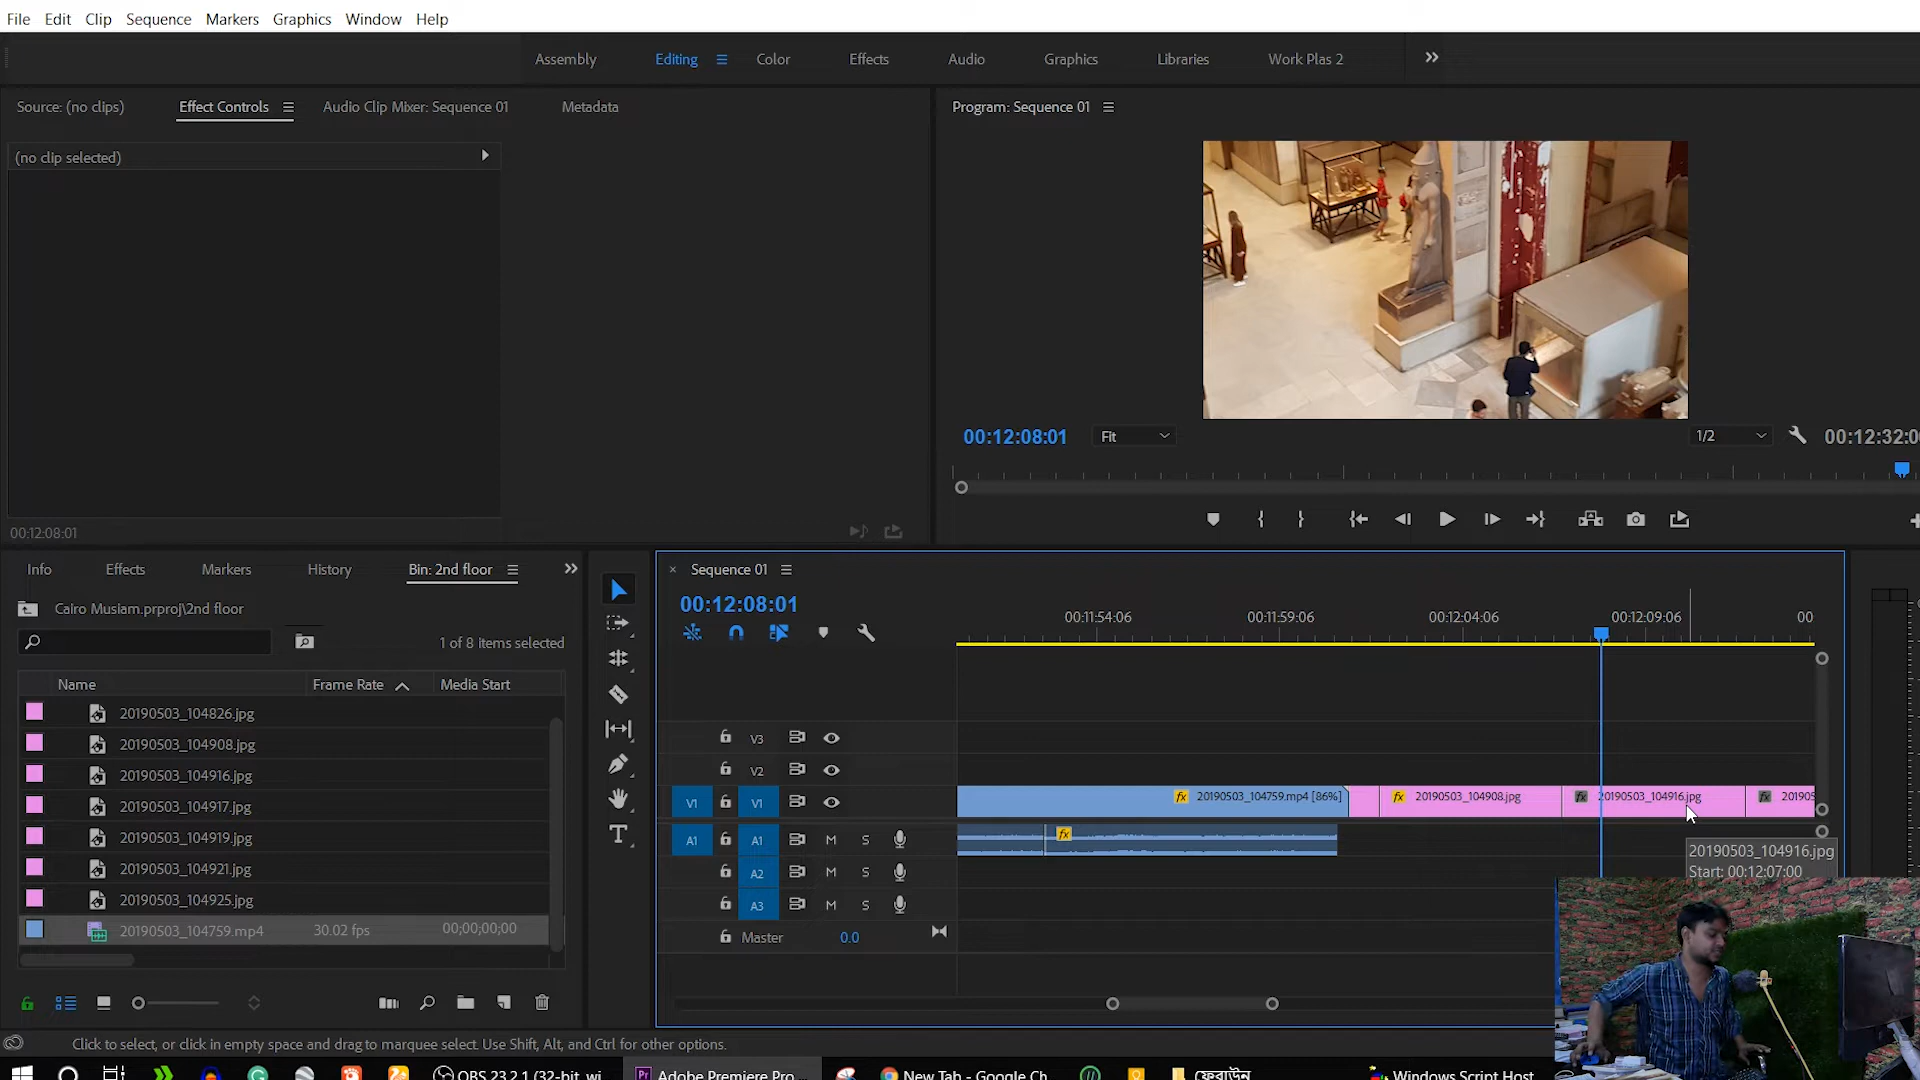 File Edit Clip Sequence Markers Graphics Window Help
Assembly Editing Color Effects Audio Graphics Libraries Work Plas 2
Source: (no clips) Effect Controls Audio Clip Mixer: Sequence 01 Metadata
Program: Sequence 01
(no clip selected)
00:12:08:01 Fit 1/2 00:12:32:0
00:12:08:01
Info Effects Markers History Bin: 2nd floor
Sequence 01
Cairo Musiam.prproj\2nd floor
00:12:08:01
00:11:54:06 00:11:59:06 00:12:04:06 00:12:09:06 00
1 of 8 items selected
Name Frame Rate Media Start
20190503_104826.jpg
20190503_104908.jpg
20190503_104916.jpg
20190503_104917.jpg
20190503_104919.jpg
20190503_104921.jpg
20190503_104925.jpg
20190503_104759.mp4 30.02 fps 00;00;00;00
V3
V2
V1 V1 fx 20190503_104759.mp4 [86%] fx 20190503_104908.jpg fx 20190503_104916.jpg fx 201905
A1 A1 M S fx
A2 M S
A3 M S
Master 0.0
20190503_104916.jpg
Start: 00:12:07:00
Click to select, or click in empty space and drag to marquee select. Use Shift, Alt, and Ctrl for other options.
OBS 23.2.1 (32-bit, wi Adobe Premiere Pro... New Tab - Google Ch ফেরাউন Windows Script Host